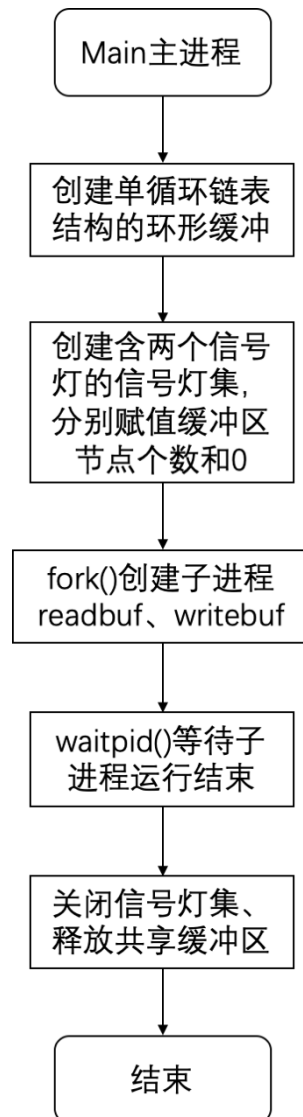 Main主进程
创建单循环链表
结构的环形缓冲
创建含两个信号
灯的信号灯集,
分别赋值缓冲区
节点个数和0
fork()创建子进程
readbuf、writebuf
waitpid()等待子
进程运行结束
关闭信号灯集、
释放共享缓冲区
结束